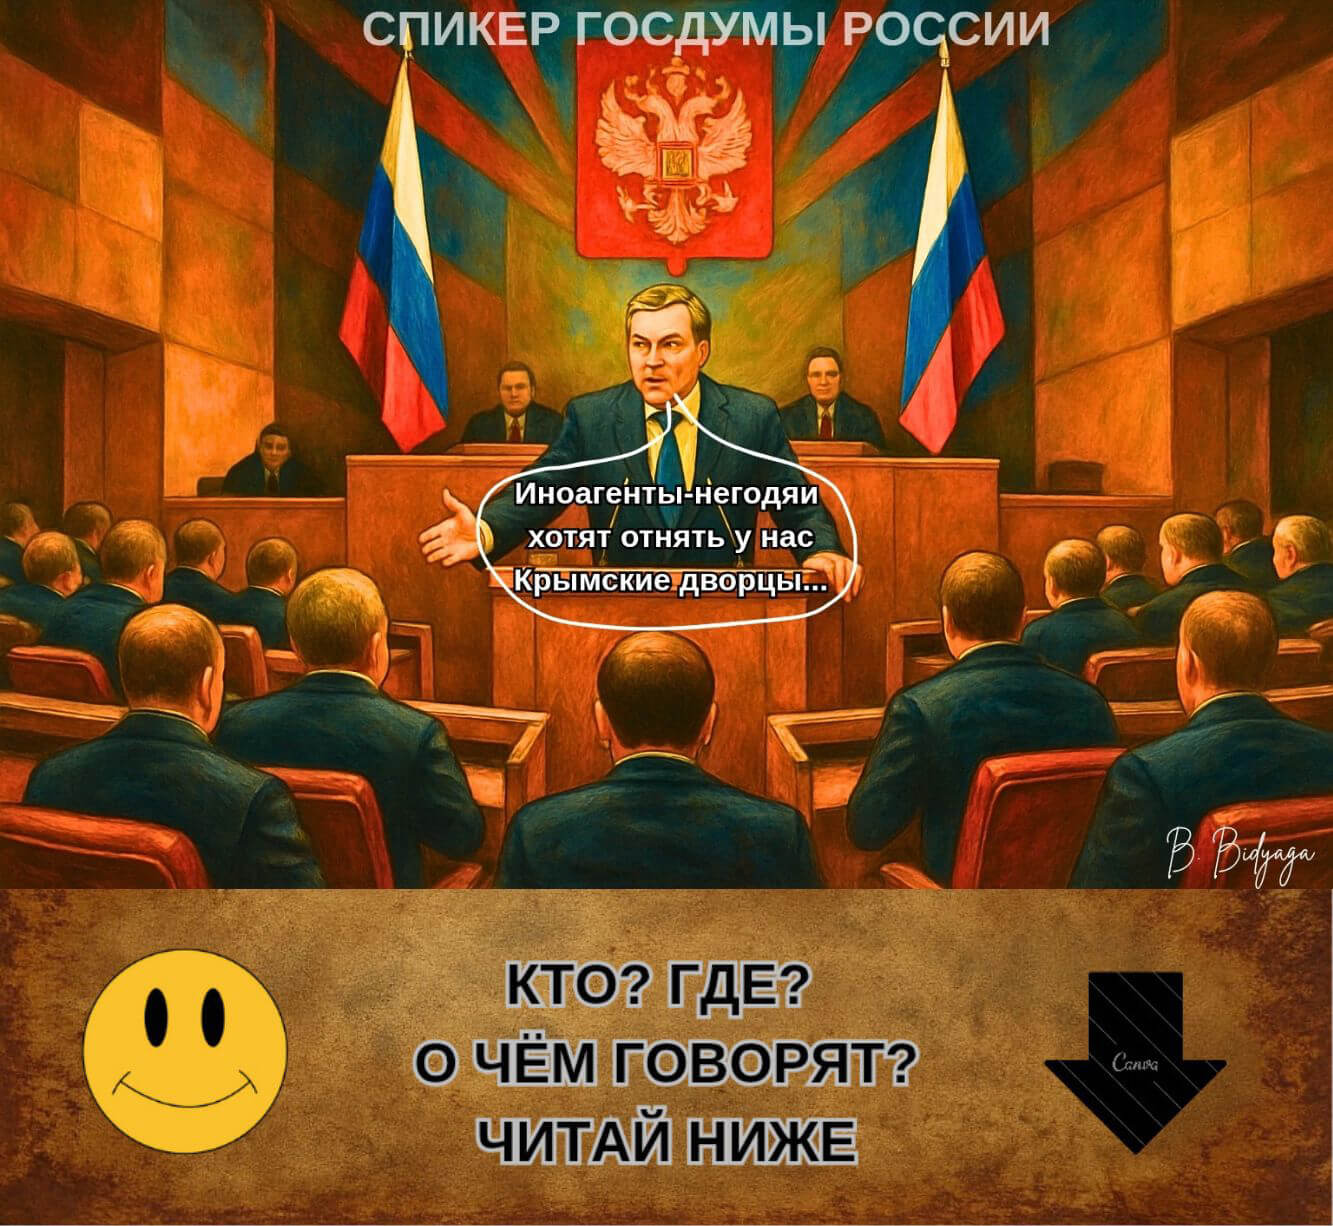 СПИКЕР ГОСДУМЫ РОССИИ
Иноагенты-негодяи
хотят отнять у нас
Крымские дворцы...
B. Bidyaga
КТО? ГДЕ?
О ЧЁМ ГОВОРЯТ?
ЧИТАЙ НИЖЕ
Canva